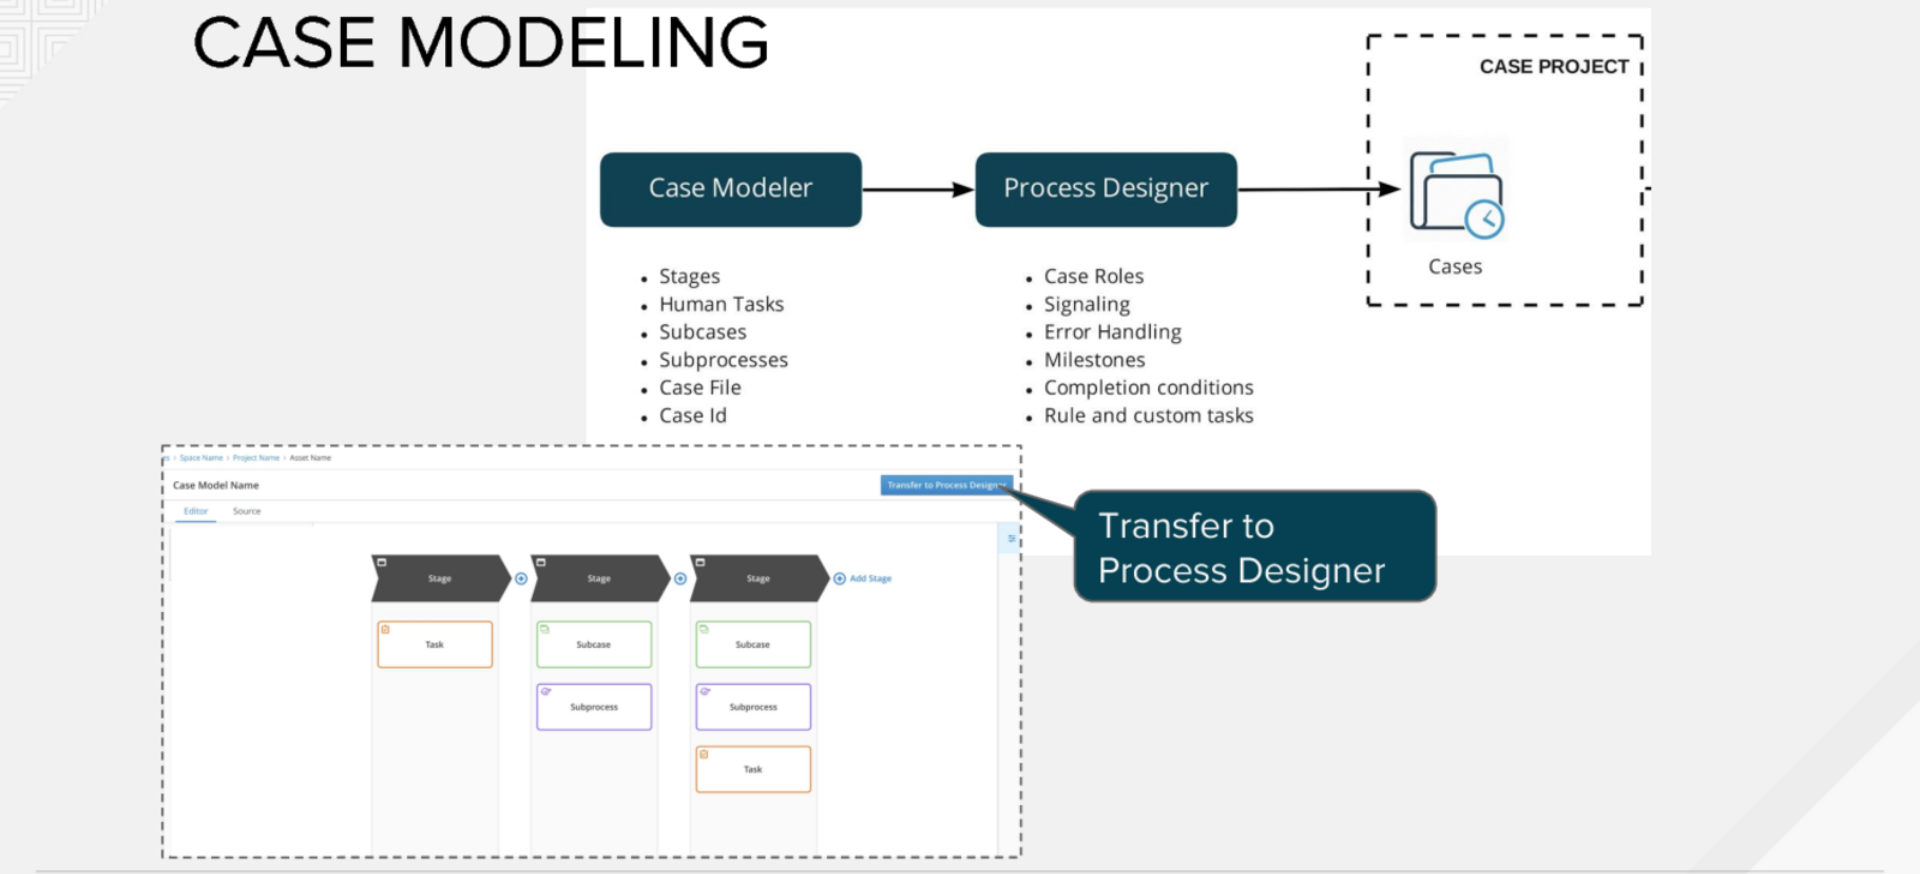 CASE MODELING
CASE PROJECT
Case Modeler
Process Designer
Cases
• Stages
• Human Tasks
• Subcases
• Subprocesses
• Case File
• Case Id
• Case Roles
• Signaling
• Error Handling
• Milestones
• Completion conditions
• Rule and custom tasks
› Space Name › Project Name › Asset Name
Case Model Name
Transfer to Process Designer
Editor Source
Stage Stage Stage Add Stage
Task Subcase Subcase
Subprocess Subprocess
Task
Transfer to
Process Designer